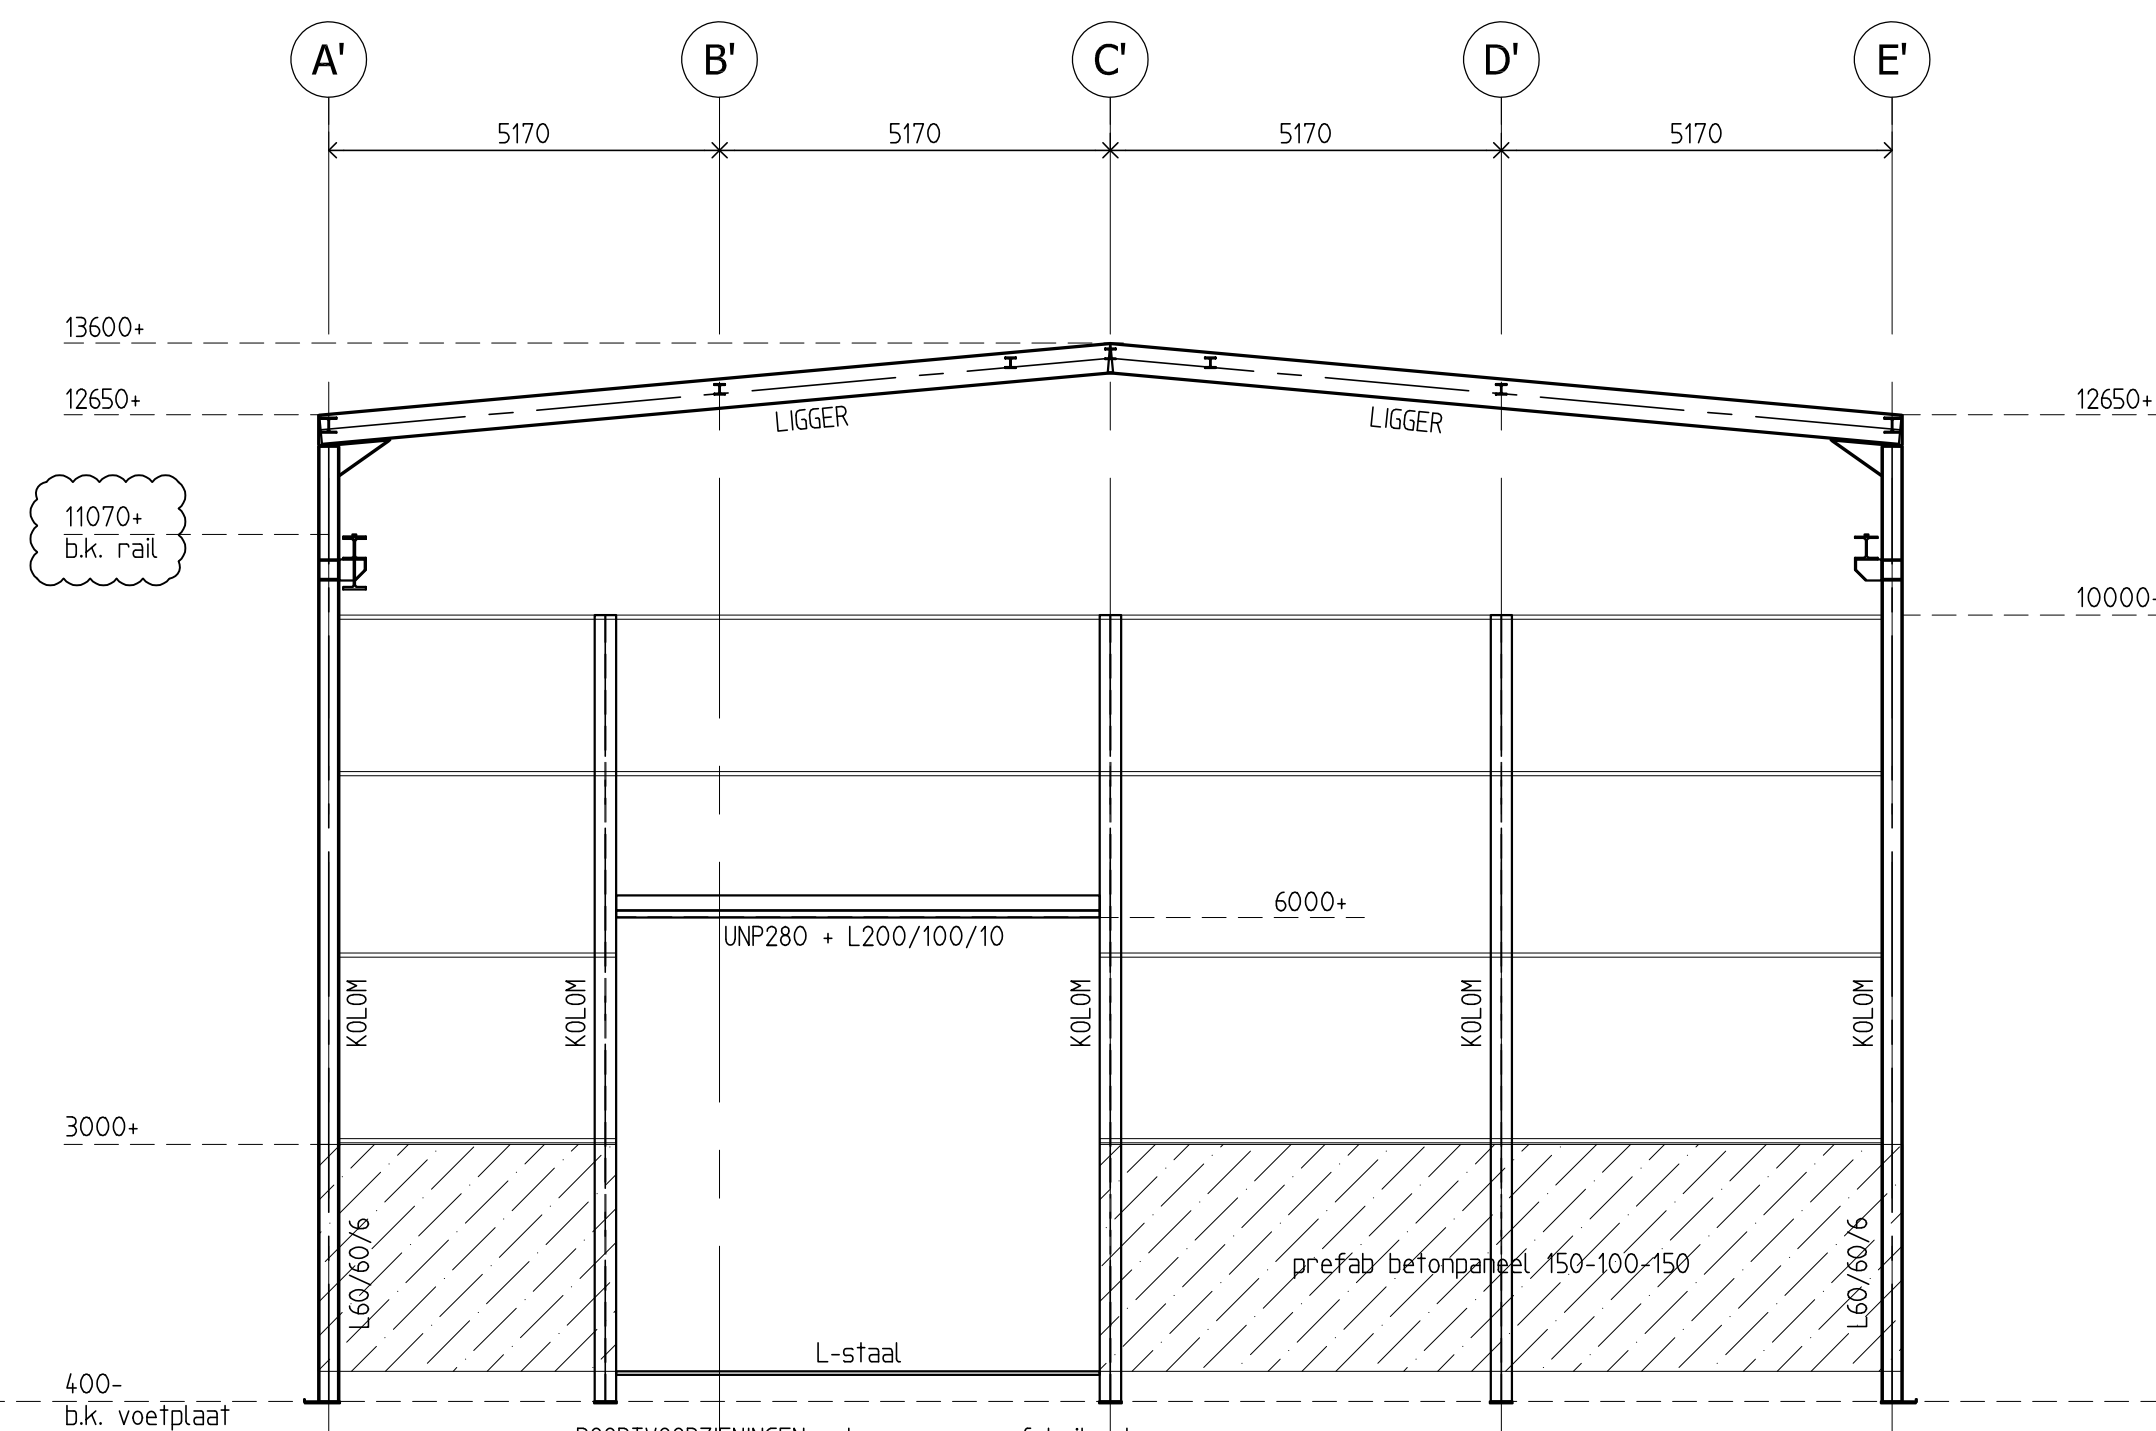 A' B' C' D' E'
5170 5170 5170 5170
13600+
12650+ 12650+
LIGGER LIGGER
11070+
b.k. rail
10000
6000+
UNP280 + L200/100/10
KOLOM KOLOM KOLOM KOLOM KOLOM
3000+
L60/60/6 L60/60/6
prefab betonpaneel 150-100-150
L-staal
400-
b.k. voetplaat